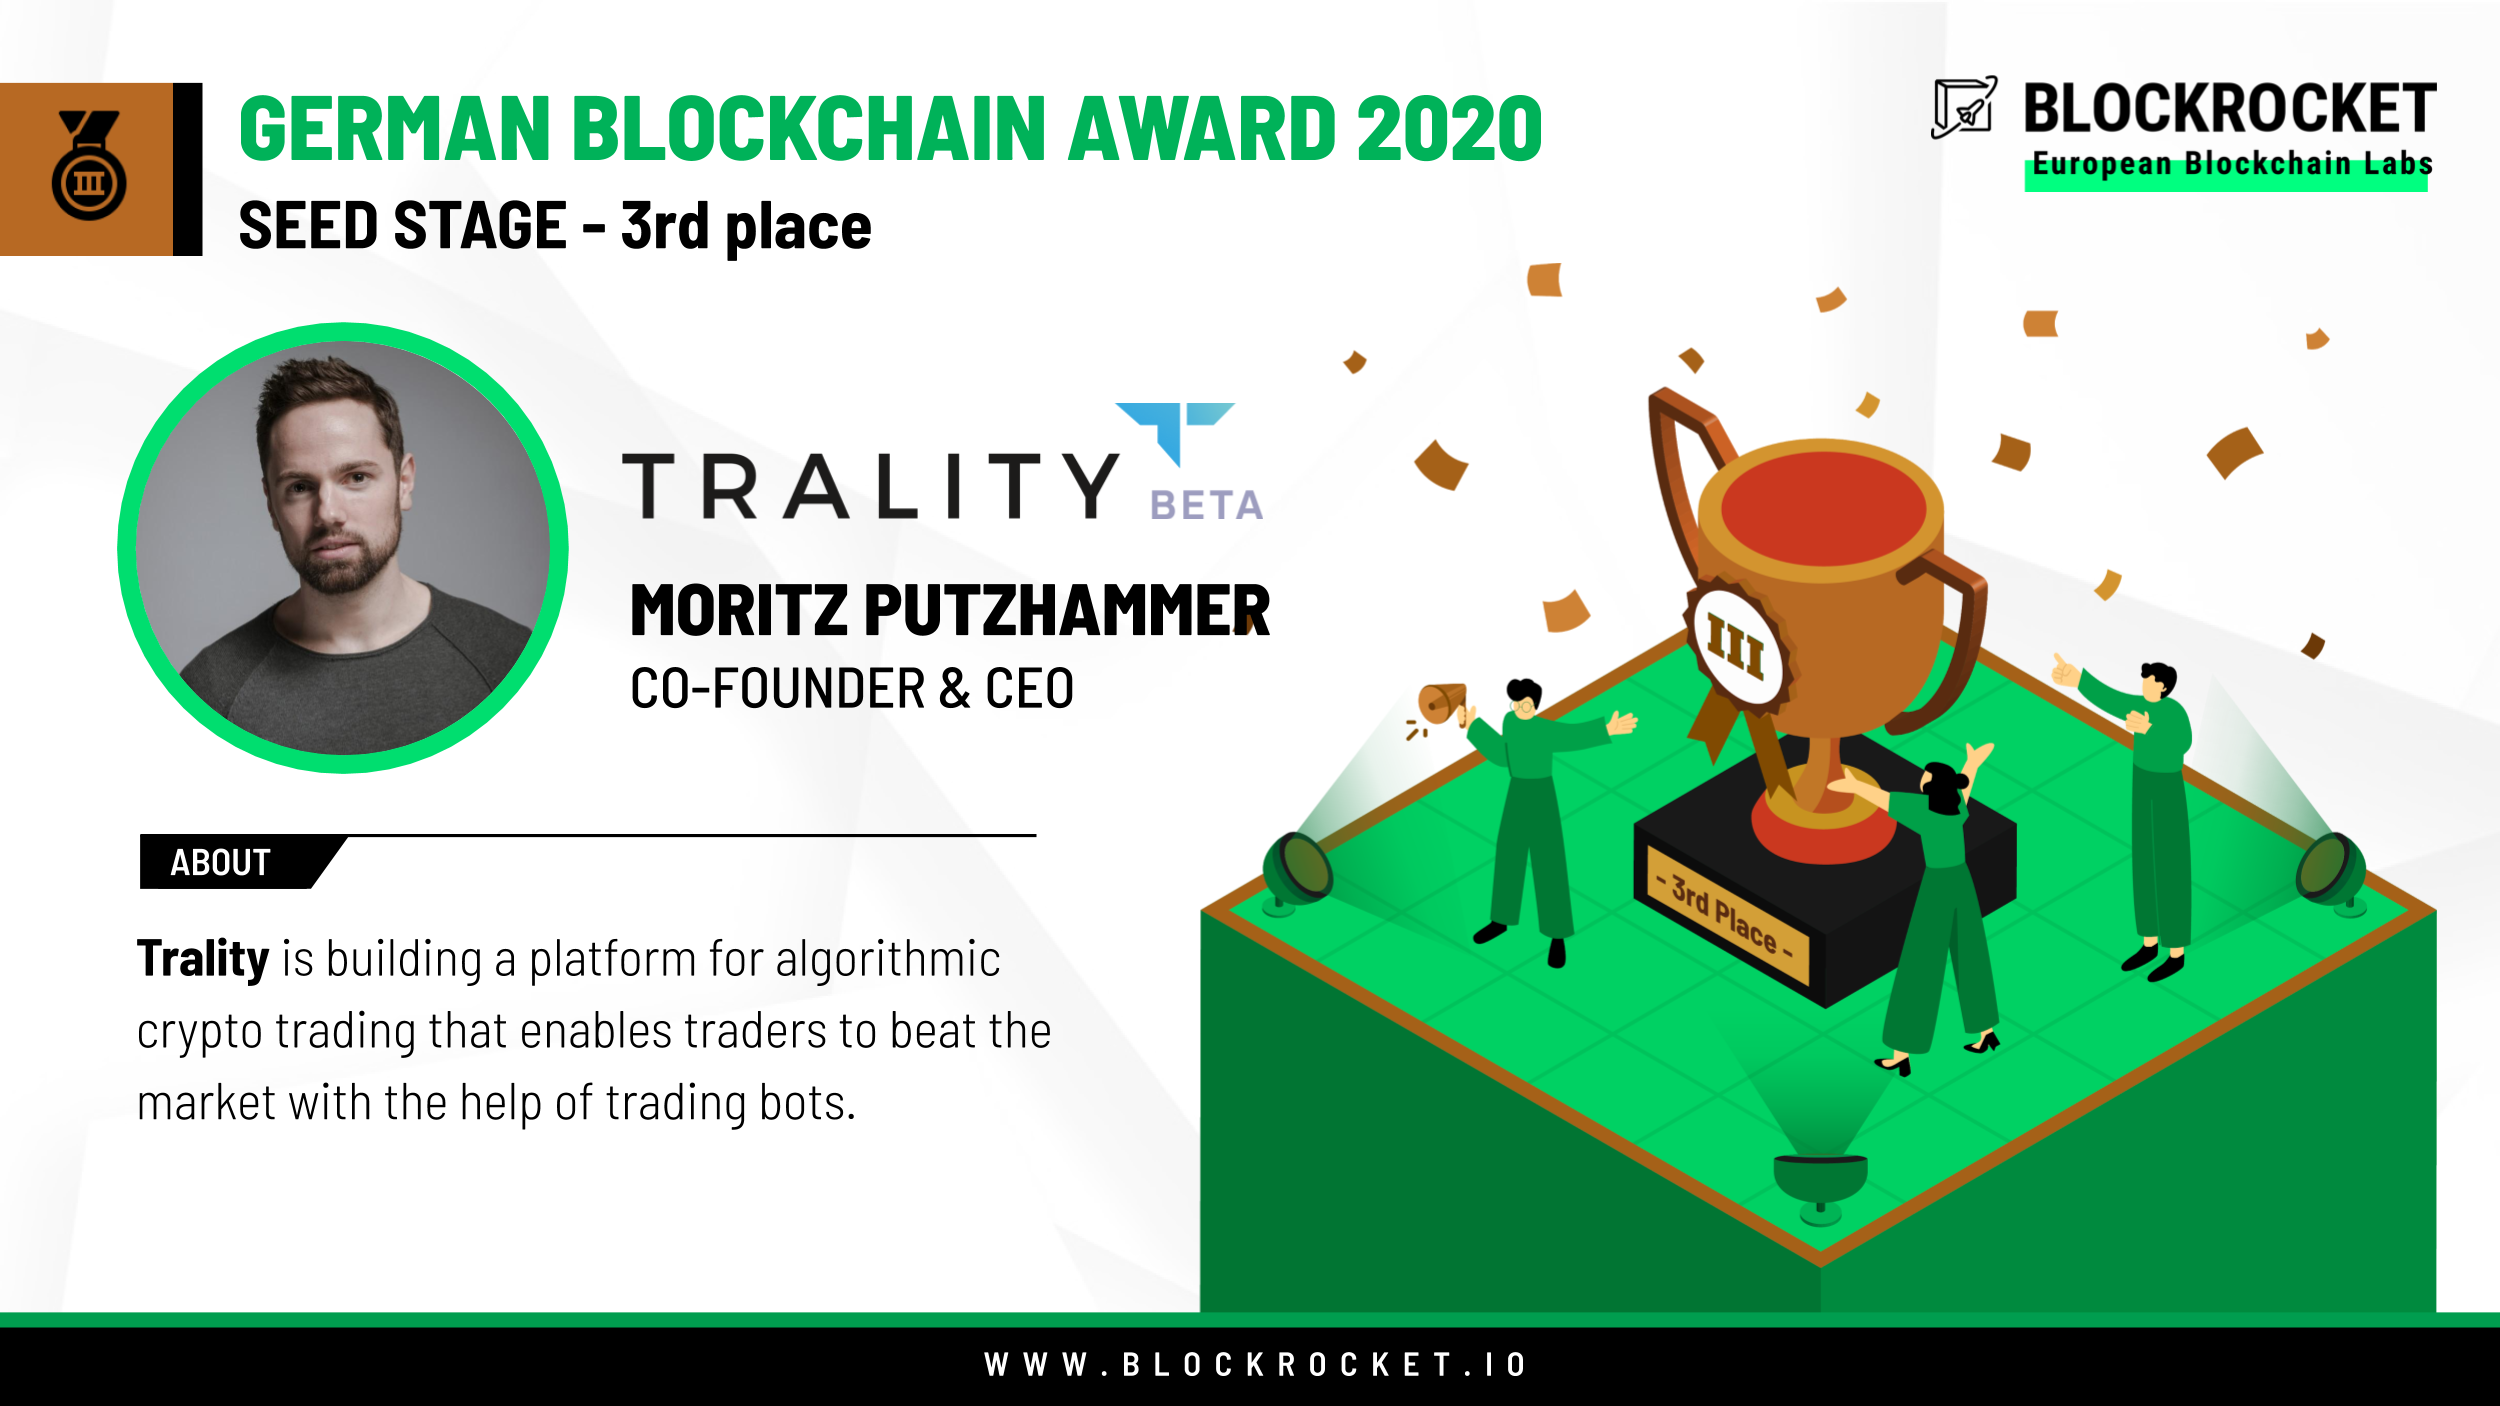 GERMAN BLOCKCHAIN AWARD 2020
SEED STAGE - 3rd place
III
BLOCKROCKET
European Blockchain Labs
TRALITY
BETA
MORITZ PUTZHAMMER
CO-FOUNDER & CEO
III
- 3rd Place -
ABOUT
Trality is building a platform for algorithmic
crypto trading that enables traders to beat the
market with the help of trading bots.
WWW.BLOCKROCKET.IO